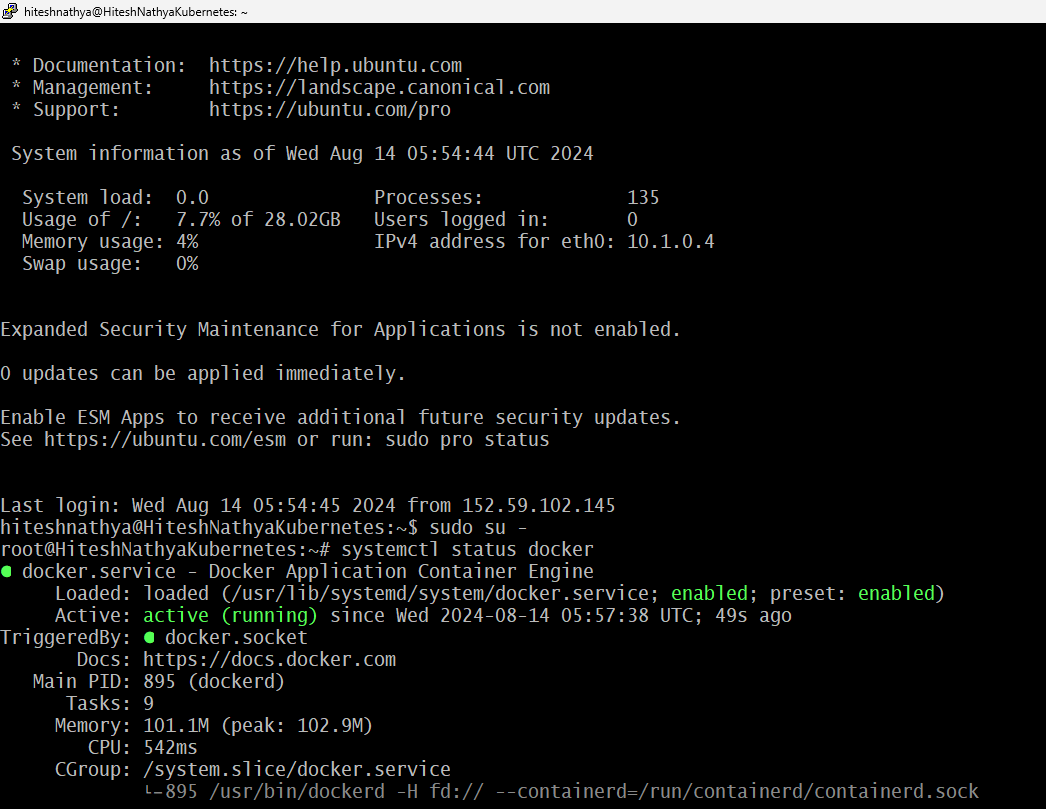 hiteshnathya@HiteshNathyaKubernetes: ~
* Documentation:  https://help.ubuntu.com
* Management:     https://landscape.canonical.com
* Support:        https://ubuntu.com/pro
System information as of Wed Aug 14 05:54:44 UTC 2024
System load:  0.0               Processes:             135
Usage of /:   7.7% of 28.02GB   Users logged in:       0
Memory usage: 4%                IPv4 address for eth0: 10.1.0.4
Swap usage:   0%
Expanded Security Maintenance for Applications is not enabled.
0 updates can be applied immediately.
Enable ESM Apps to receive additional future security updates.
See https://ubuntu.com/esm or run: sudo pro status
Last login: Wed Aug 14 05:54:45 2024 from 152.59.102.145
hiteshnathya@HiteshNathyaKubernetes:~$ sudo su -
root@HiteshNathyaKubernetes:~# systemctl status docker
● docker.service - Docker Application Container Engine
Loaded: loaded (/usr/lib/systemd/system/docker.service; enabled; preset: enabled)
Active: active (running) since Wed 2024-08-14 05:57:38 UTC; 49s ago
TriggeredBy: ● docker.socket
Docs: https://docs.docker.com
Main PID: 895 (dockerd)
Tasks: 9
Memory: 101.1M (peak: 102.9M)
CPU: 542ms
CGroup: /system.slice/docker.service
└─895 /usr/bin/dockerd -H fd:// --containerd=/run/containerd/containerd.sock